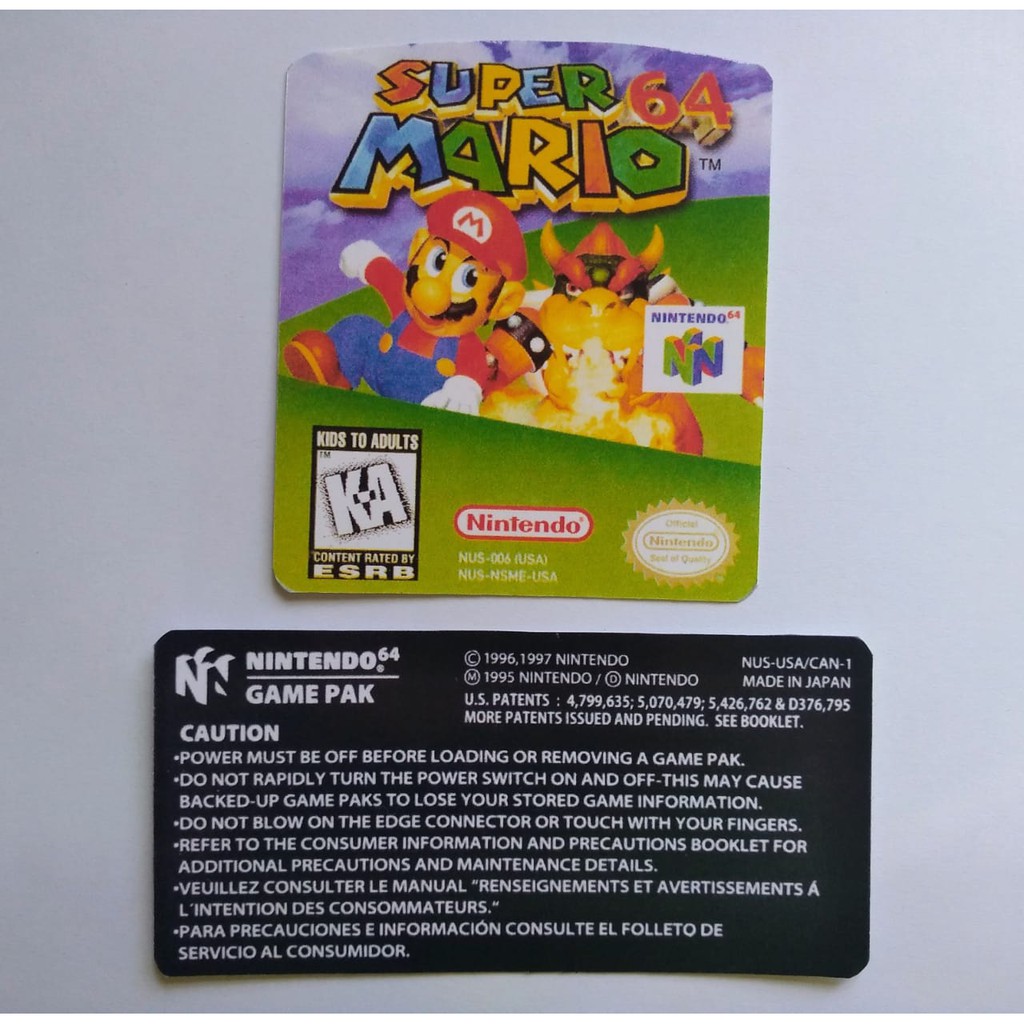 SUPER
MARIO 64 ™
M
NINTENDO 64
N
KIDS TO ADULTS
™
K-A
CONTENT RATED BY
ESRB
Nintendo®
NUS-006 (USA)
NUS-NSME-USA
Official
Nintendo
Seal of Quality
NINTENDO®64
GAME PAK
Ⓒ 1996,1997 NINTENDO
Ⓜ 1995 NINTENDO / Ⓓ NINTENDO
NUS-USA/CAN-1
MADE IN JAPAN
U.S. PATENTS : 4,799,635; 5,070,479; 5,426,762 & D376,795
MORE PATENTS ISSUED AND PENDING. SEE BOOKLET.
CAUTION
•POWER MUST BE OFF BEFORE LOADING OR REMOVING A GAME PAK.
•DO NOT RAPIDLY TURN THE POWER SWITCH ON AND OFF-THIS MAY CAUSE
BACKED-UP GAME PAKS TO LOSE YOUR STORED GAME INFORMATION.
•DO NOT BLOW ON THE EDGE CONNECTOR OR TOUCH WITH YOUR FINGERS.
•REFER TO THE CONSUMER INFORMATION AND PRECAUTIONS BOOKLET FOR
ADDITIONAL PRECAUTIONS AND MAINTENANCE DETAILS.
•VEUILLEZ CONSULTER LE MANUAL "RENSEIGNEMENTS ET AVERTISSEMENTS Á
L'INTENTION DES CONSOMMATEURS."
•PARA PRECAUCIONES E INFORMACIÓN CONSULTE EL FOLLETO DE
SERVICIO AL CONSUMIDOR.